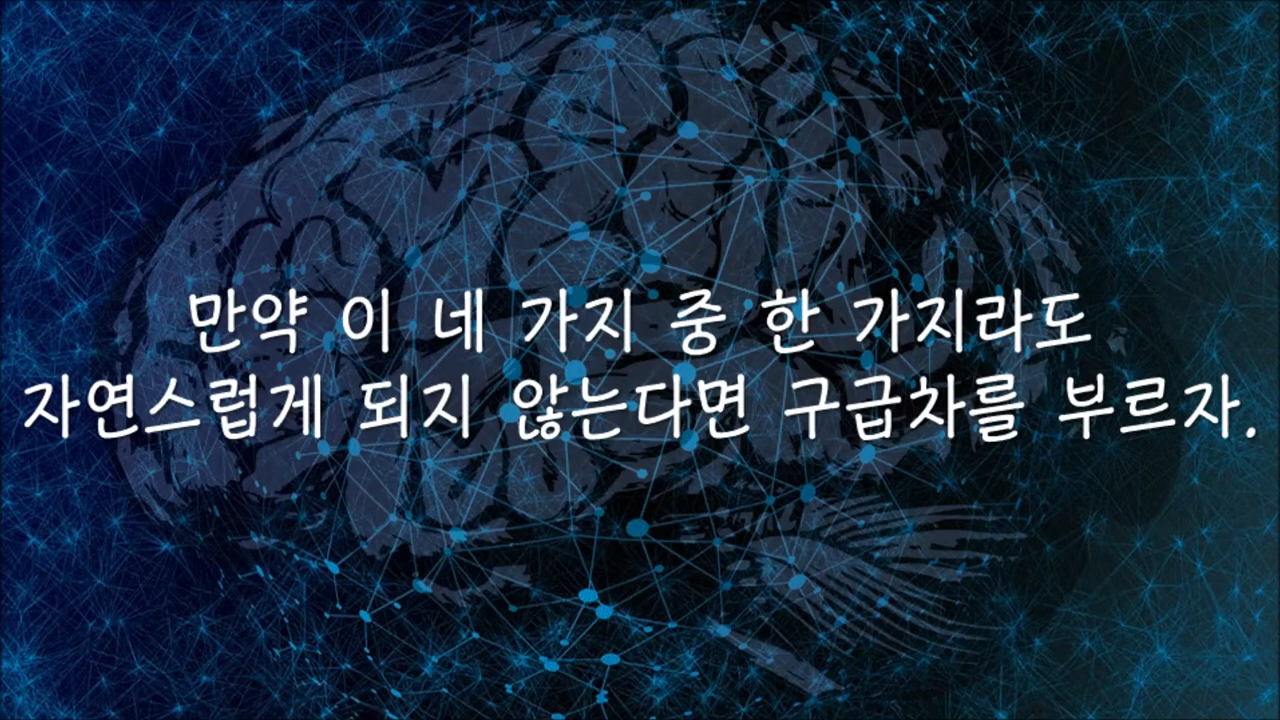 만약 이 네 가지 중 한 가지라도
자연스럽게 되지 않는다면 구급차를 부르자.